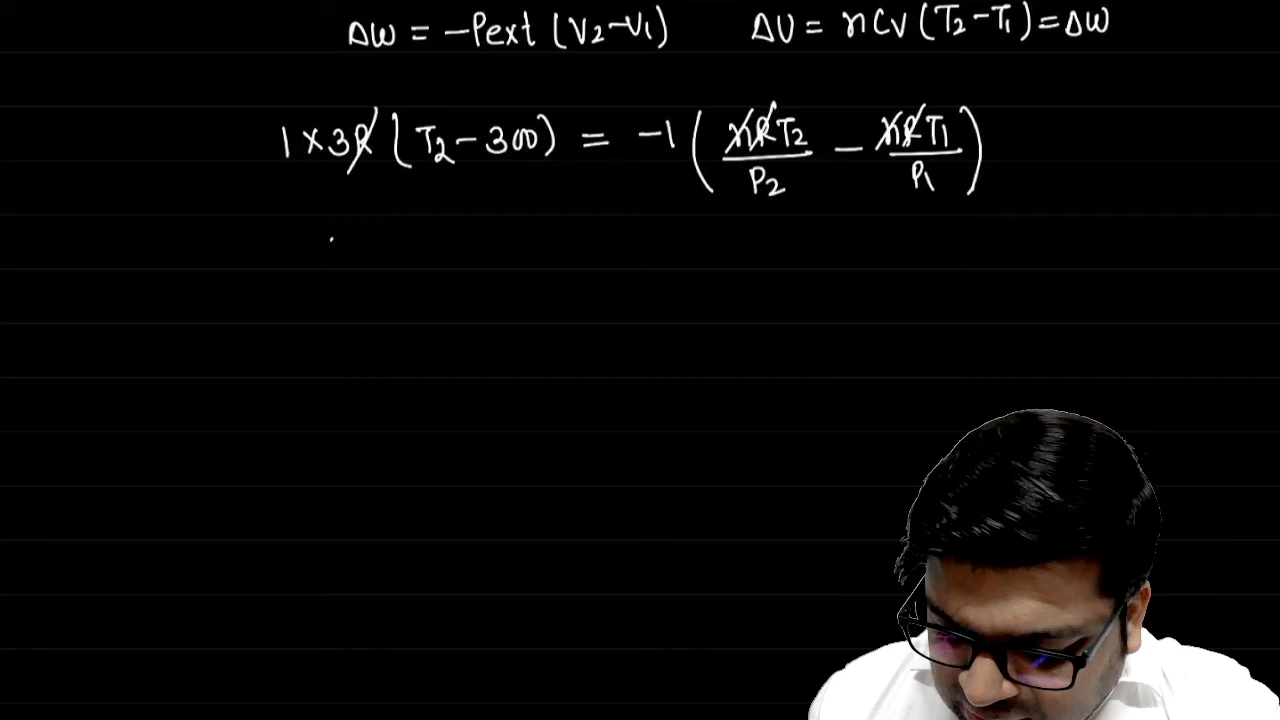 ΔW = -Pext (V2-V1) ΔU = nCv (T2-T1) = ΔW
1 x 3R (T2 - 300) = -1 ( nRT2/P2 - nRT1/P1 )